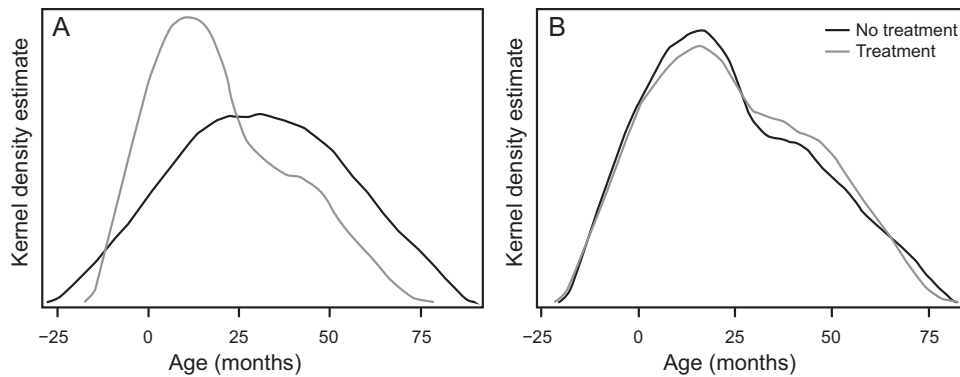 A
Kernel density estimate
−25 0 25 50 75
Age (months)
B
No treatment
Treatment
Kernel density estimate
−25 0 25 50 75
Age (months)